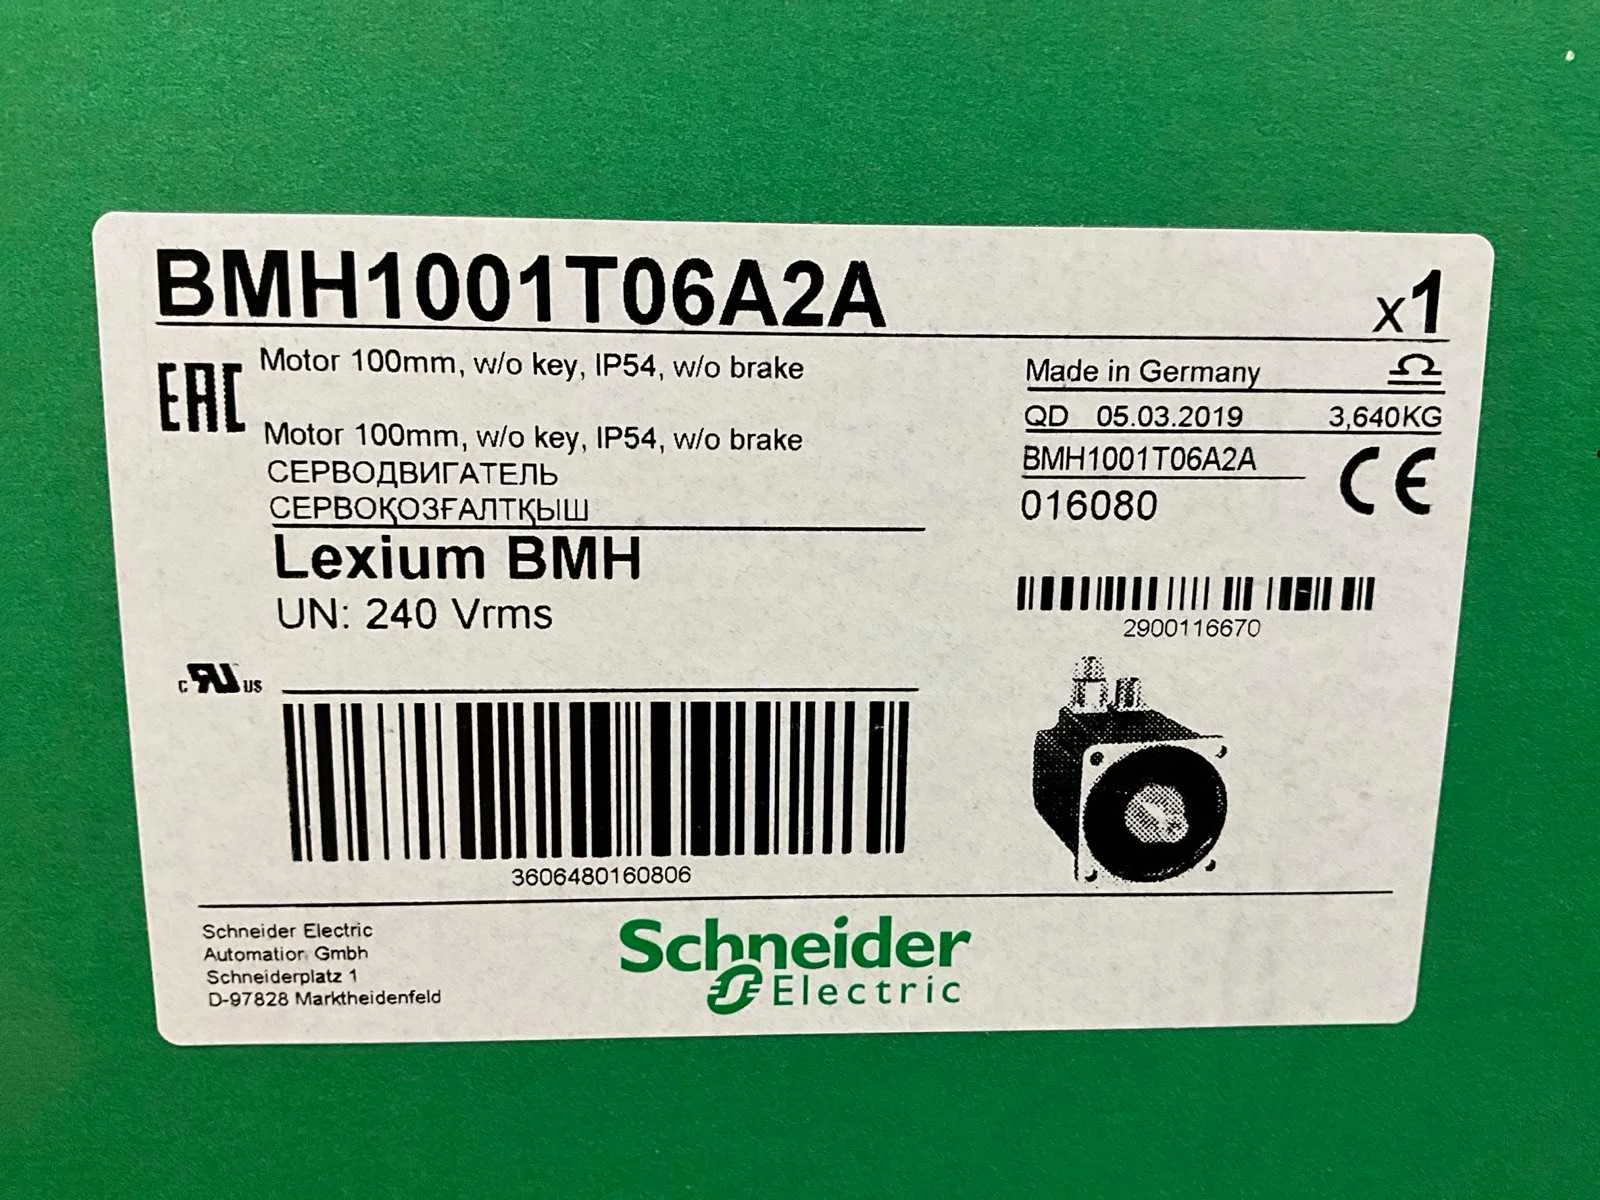 BMH1001T06A2A
x1
EAC
Motor 100mm, w/o key, IP54, w/o brake
Motor 100mm, w/o key, IP54, w/o brake
СЕРВОДВИГАТЕЛЬ
СЕРВОҚОЗҒАЛТҚЫШ
Lexium BMH
UN: 240 Vrms
Made in Germany
QD 05.03.2019 3,640KG
BMH1001T06A2A
016080
CE
2900116670
c RU us
3606480160806
Schneider Electric
Automation Gmbh
Schneiderplatz 1
D-97828 Marktheidenfeld
Schneider
Electric